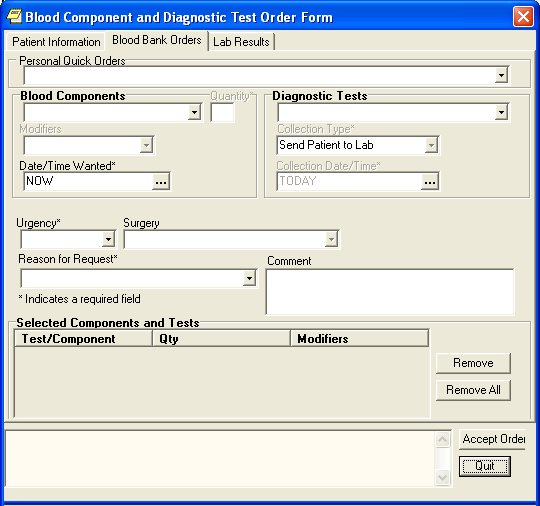 Blood Component and Diagnostic Test Order Form
Patient Information Blood Bank Orders Lab Results
Personal Quick Orders
Blood Components Quantity* Diagnostic Tests
Modifiers Collection Type*
Send Patient to Lab
Date/Time Wanted* Collection Date/Time*
NOW ... TODAY ...
Urgency* Surgery
Reason for Request* Comment
* Indicates a required field
Selected Components and Tests
Test/Component Qty Modifiers
Remove
Remove All
Accept Order
Quit